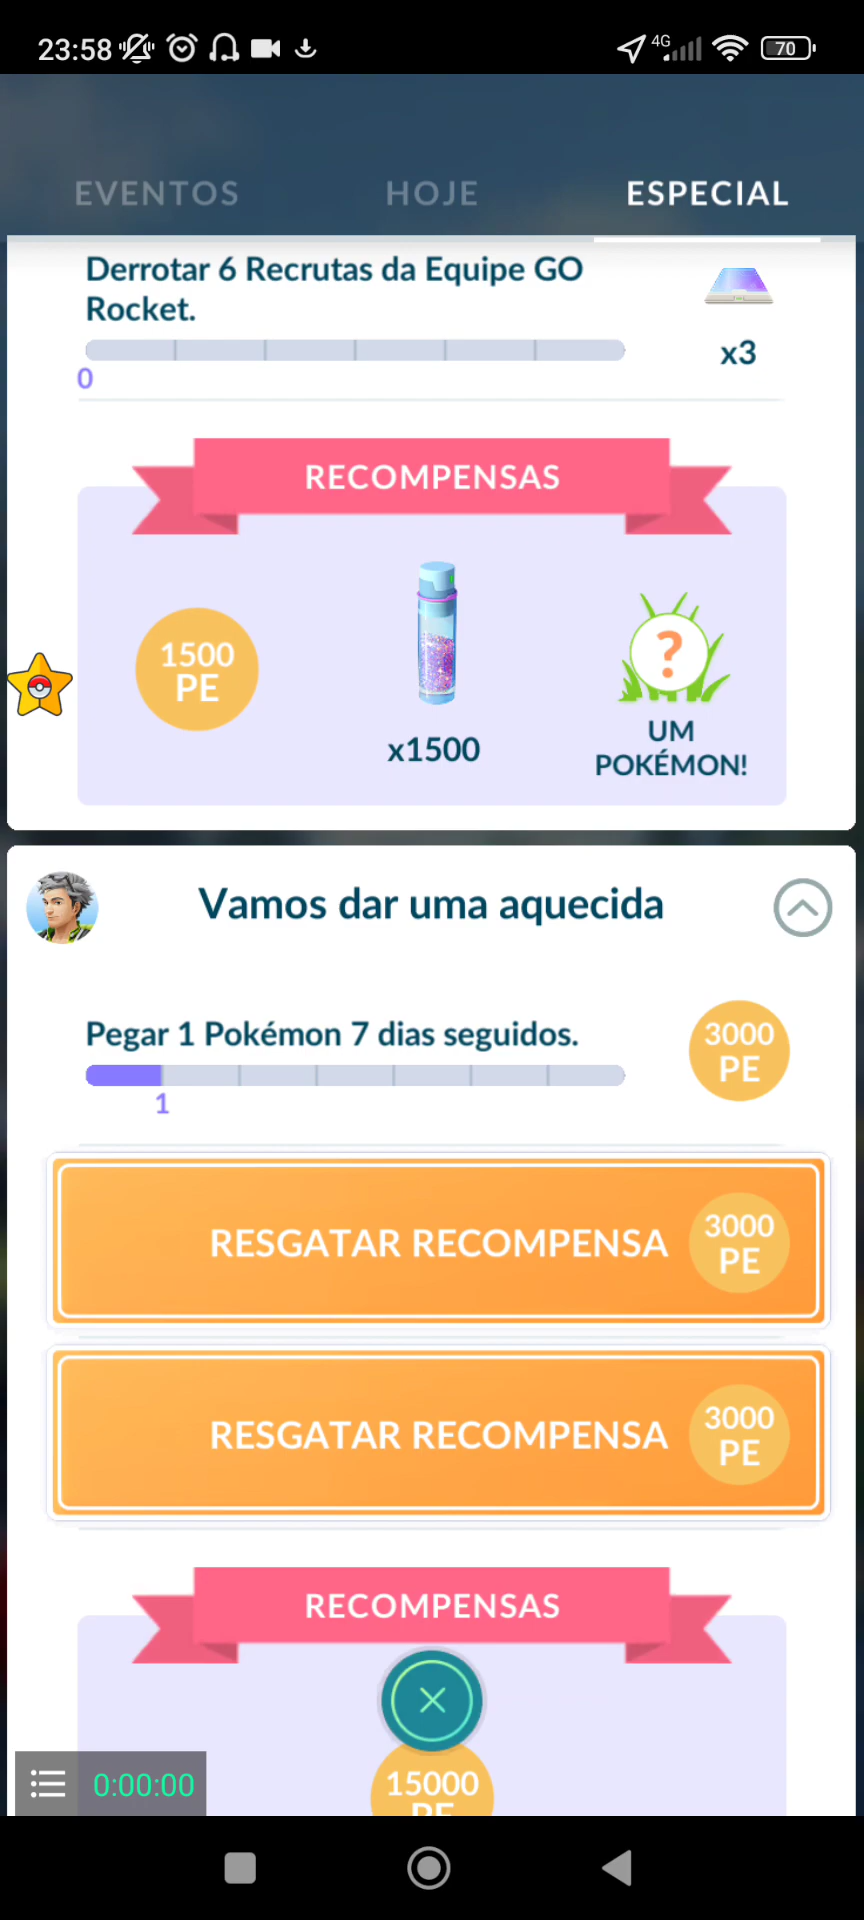 23:58
4G
70
EVENTOS
HOJE
ESPECIAL
Derrotar 6 Recrutas da Equipe GO
Rocket.
x3
0
RECOMPENSAS
1500
PE
x1500
?
UM
POKÉMON!
Vamos dar uma aquecida
Pegar 1 Pokémon 7 dias seguidos.
1
3000
PE
RESGATAR RECOMPENSA
3000
PE
RESGATAR RECOMPENSA
3000
PE
RECOMPENSAS
15000
PE
0:00:00